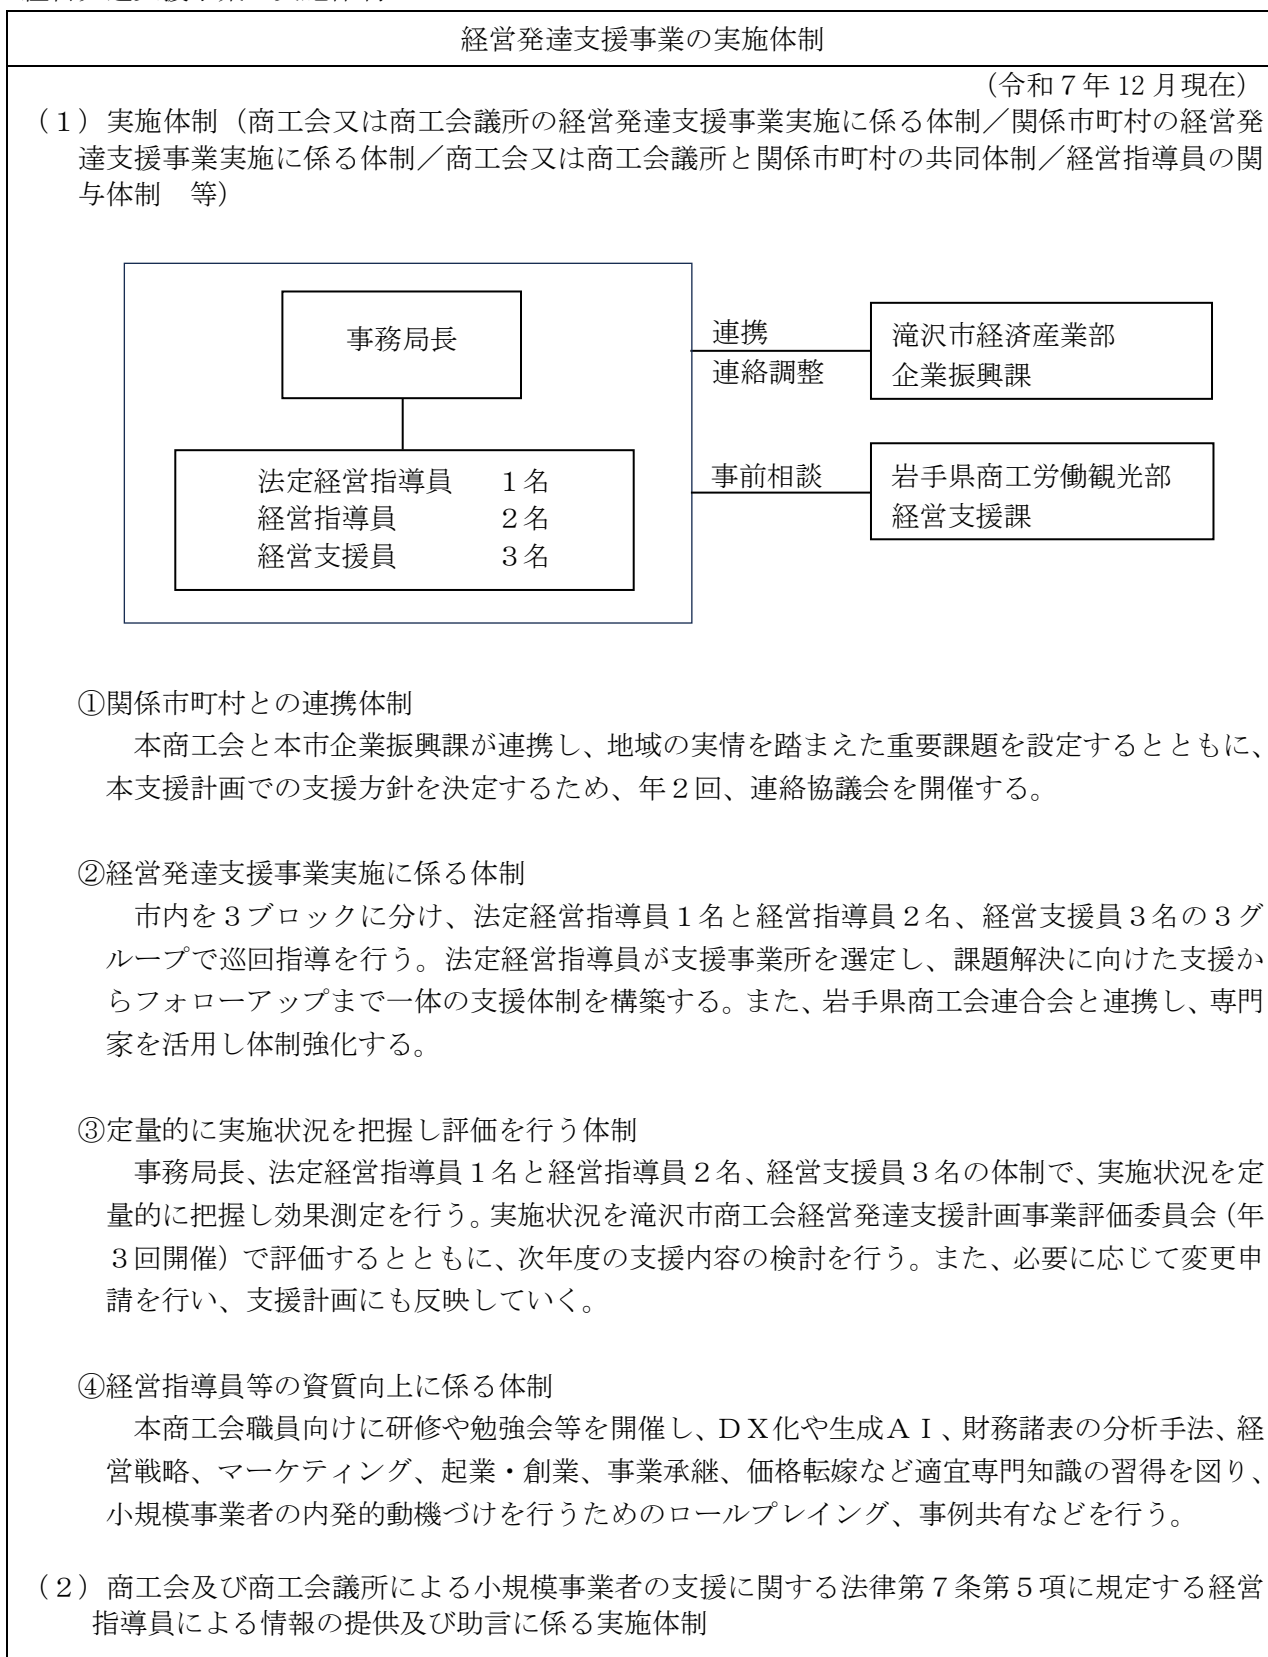 経営発達支援事業の実施体制
（令和７年 12 月現在）
（１）実施体制（商工会又は商工会議所の経営発達支援事業実施に係る体制／関係市町村の経営発
達支援事業実施に係る体制／商工会又は商工会議所と関係市町村の共同体制／経営指導員の関
与体制　等）
事務局長
法定経営指導員　１名
経営指導員　２名
経営支援員　３名
連携
連絡調整
滝沢市経済産業部
企業振興課
事前相談
岩手県商工労働観光部
経営支援課
①関係市町村との連携体制
本商工会と本市企業振興課が連携し、地域の実情を踏まえた重要課題を設定するとともに、
本支援計画での支援方針を決定するため、年２回、連絡協議会を開催する。
②経営発達支援事業実施に係る体制
市内を３ブロックに分け、法定経営指導員１名と経営指導員２名、経営支援員３名の３グ
ループで巡回指導を行う。法定経営指導員が支援事業所を選定し、課題解決に向けた支援か
らフォローアップまで一体の支援体制を構築する。また、岩手県商工会連合会と連携し、専門
家を活用し体制強化する。
③定量的に実施状況を把握し評価を行う体制
事務局長、法定経営指導員１名と経営指導員２名、経営支援員３名の体制で、実施状況を定
量的に把握し効果測定を行う。実施状況を滝沢市商工会経営発達支援計画事業評価委員会（年
３回開催）で評価するとともに、次年度の支援内容の検討を行う。また、必要に応じて変更申
請を行い、支援計画にも反映していく。
④経営指導員等の資質向上に係る体制
本商工会職員向けに研修や勉強会等を開催し、ＤＸ化や生成ＡＩ、財務諸表の分析手法、経
営戦略、マーケティング、起業・創業、事業承継、価格転嫁など適宜専門知識の習得を図り、
小規模事業者の内発的動機づけを行うためのロールプレイング、事例共有などを行う。
（２）商工会及び商工会議所による小規模事業者の支援に関する法律第７条第５項に規定する経営
指導員による情報の提供及び助言に係る実施体制